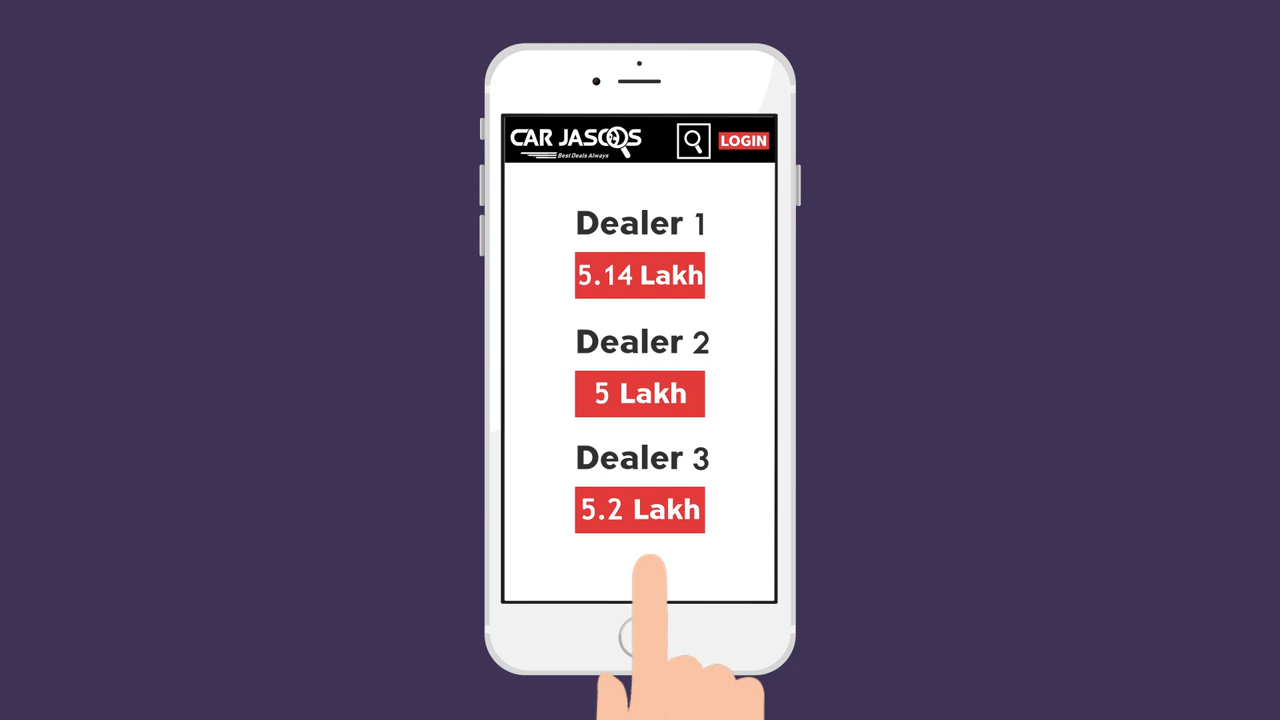 CAR JASOOS
Best Deals Always
LOGIN
Dealer 1
5.14 Lakh
Dealer 2
5 Lakh
Dealer 3
5.2 Lakh